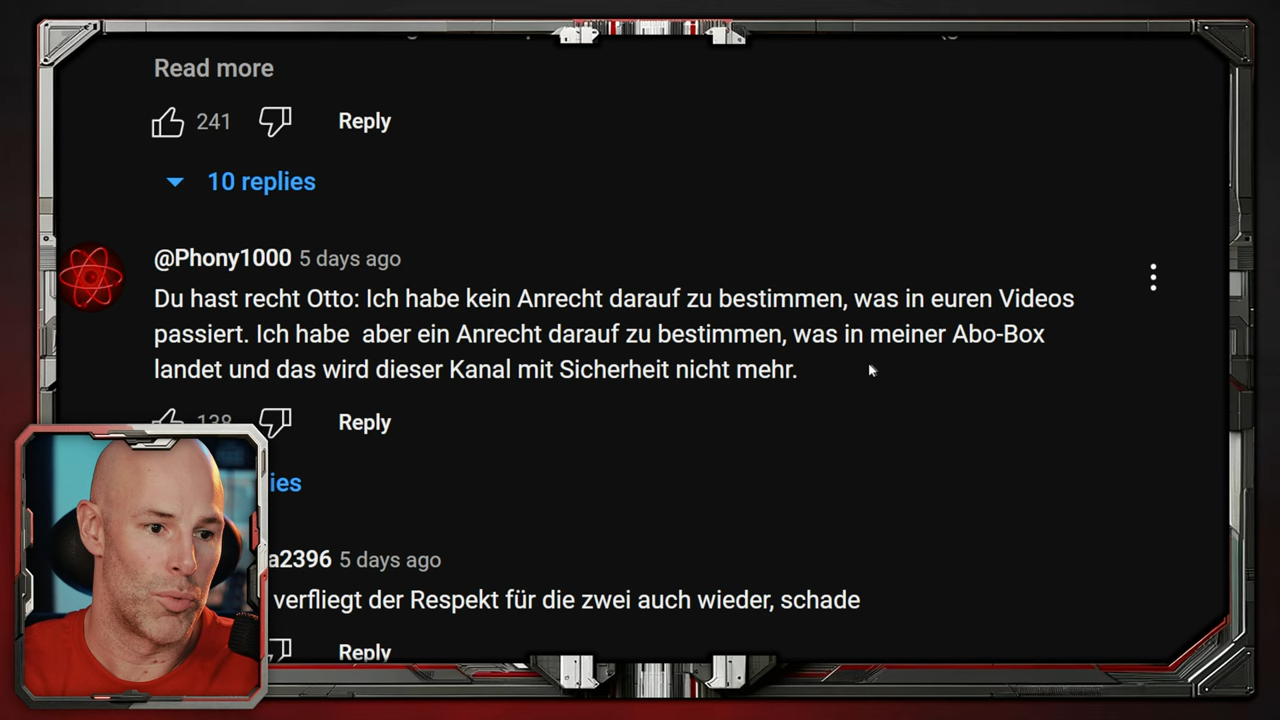 Read more
241
Reply
10 replies
@Phony1000 5 days ago
Du hast recht Otto: Ich habe kein Anrecht darauf zu bestimmen, was in euren Videos
passiert. Ich habe  aber ein Anrecht darauf zu bestimmen, was in meiner Abo-Box
landet und das wird dieser Kanal mit Sicherheit nicht mehr.
138
Reply
ies
a2396 5 days ago
verfliegt der Respekt für die zwei auch wieder, schade
Reply